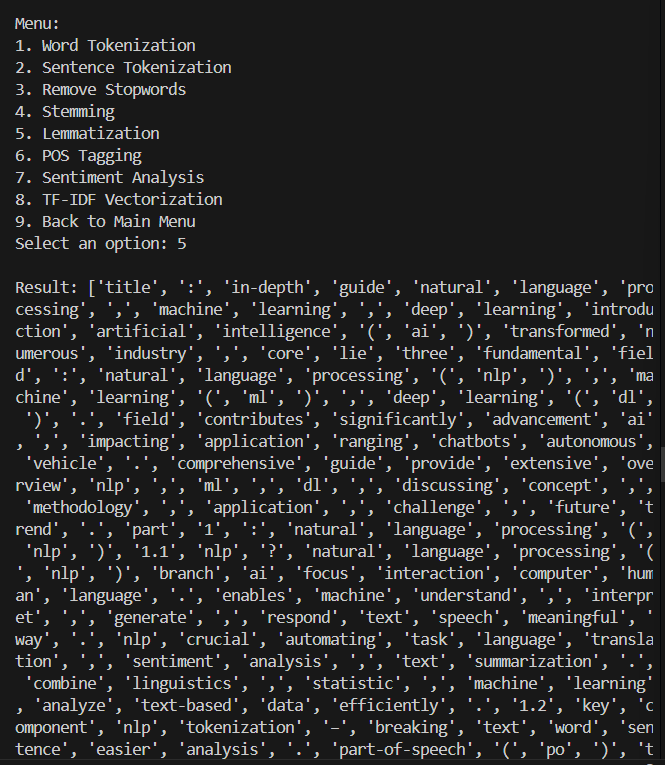 Menu:
1. Word Tokenization
2. Sentence Tokenization
3. Remove Stopwords
4. Stemming
5. Lemmatization
6. POS Tagging
7. Sentiment Analysis
8. TF-IDF Vectorization
9. Back to Main Menu
Select an option: 5
Result: ['title', ':', 'in-depth', 'guide', 'natural', 'language', 'pro
cessing', ',', 'machine', 'learning', ',', 'deep', 'learning', 'introdu
ction', 'artificial', 'intelligence', '(', 'ai', ')', 'transformed', 'n
umerous', 'industry', ',', 'core', 'lie', 'three', 'fundamental', 'fiel
d', ':', 'natural', 'language', 'processing', '(', 'nlp', ')', ',', 'ma
chine', 'learning', '(', 'ml', ')', ',', 'deep', 'learning', '(', 'dl',
')', '.', 'field', 'contributes', 'significantly', 'advancement', 'ai'
, ',', 'impacting', 'application', 'ranging', 'chatbots', 'autonomous',
'vehicle', '.', 'comprehensive', 'guide', 'provide', 'extensive', 'ove
rview', 'nlp', ',', 'ml', ',', 'dl', ',', 'discussing', 'concept', ',',
'methodology', ',', 'application', ',', 'challenge', ',', 'future', 't
rend', '.', 'part', '1', ':', 'natural', 'language', 'processing', '(',
'nlp', ')', '1.1', 'nlp', '?', 'natural', 'language', 'processing', '(
', 'nlp', ')', 'branch', 'ai', 'focus', 'interaction', 'computer', 'hum
an', 'language', '.', 'enables', 'machine', 'understand', ',', 'interpr
et', ',', 'generate', ',', 'respond', 'text', 'speech', 'meaningful', '
way', '.', 'nlp', 'crucial', 'automating', 'task', 'language', 'transla
tion', ',', 'sentiment', 'analysis', ',', 'text', 'summarization', '.',
'combine', 'linguistics', ',', 'statistic', ',', 'machine', 'learning'
, 'analyze', 'text-based', 'data', 'efficiently', '.', '1.2', 'key', 'c
omponent', 'nlp', 'tokenization', '–', 'breaking', 'text', 'word', 'sen
tence', 'easier', 'analysis', '.', 'part-of-speech', '(', 'po', ')', 't